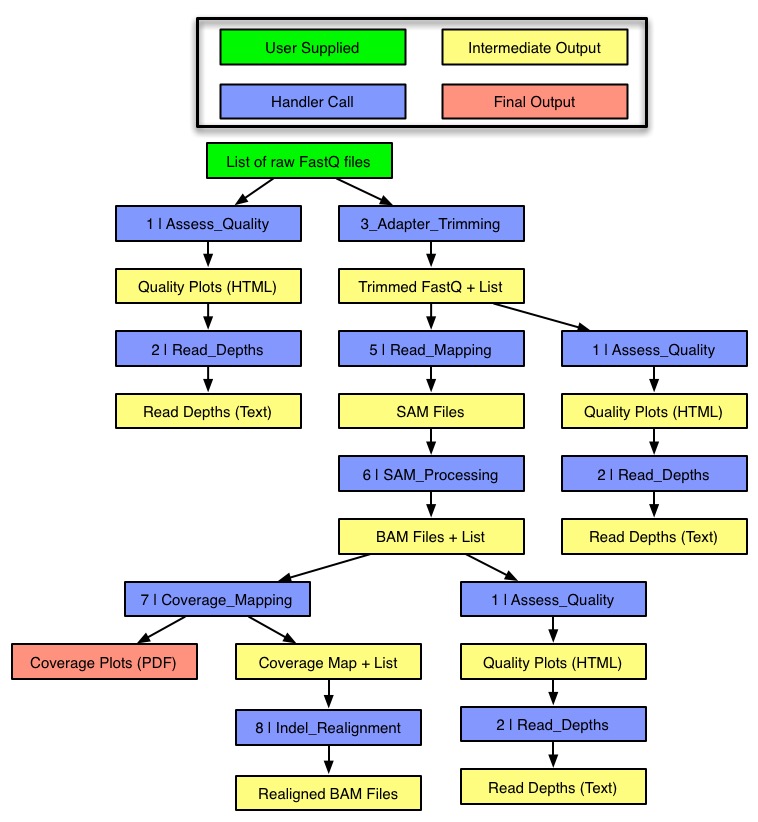 User Supplied
Intermediate Output
Handler Call
Final Output
List of raw FastQ files
1 | Assess_Quality
3_Adapter_Trimming
Quality Plots (HTML)
Trimmed FastQ + List
2 | Read_Depths
5 | Read_Mapping
1 | Assess_Quality
Read Depths (Text)
SAM Files
Quality Plots (HTML)
6 | SAM_Processing
2 | Read_Depths
BAM Files + List
Read Depths (Text)
7 | Coverage_Mapping
1 | Assess_Quality
Coverage Plots (PDF)
Coverage Map + List
Quality Plots (HTML)
8 | Indel_Realignment
2 | Read_Depths
Realigned BAM Files
Read Depths (Text)